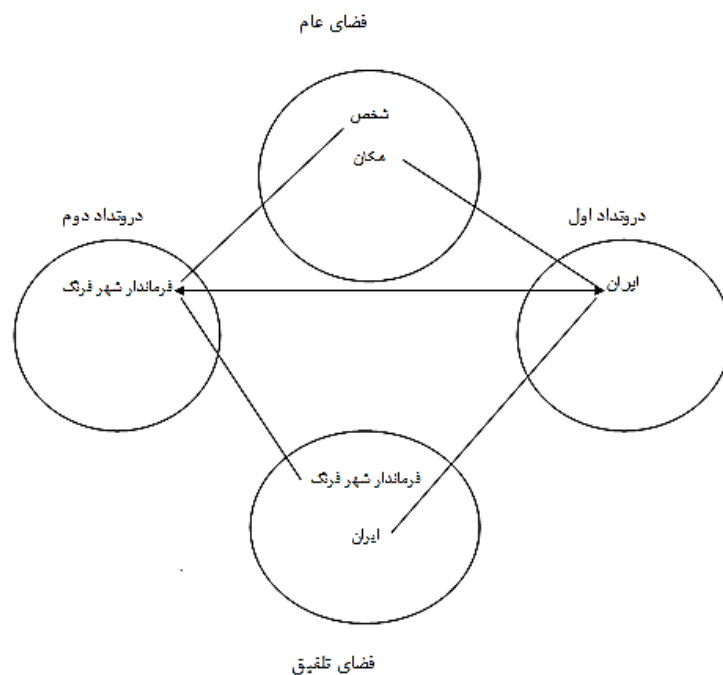 فضای عام
شخص
مکان
درونداد اول
درونداد دوم
ایران
فرماندار شهر فرنگ
فرماندار شهر فرنگ
ایران
فضای تلفیق